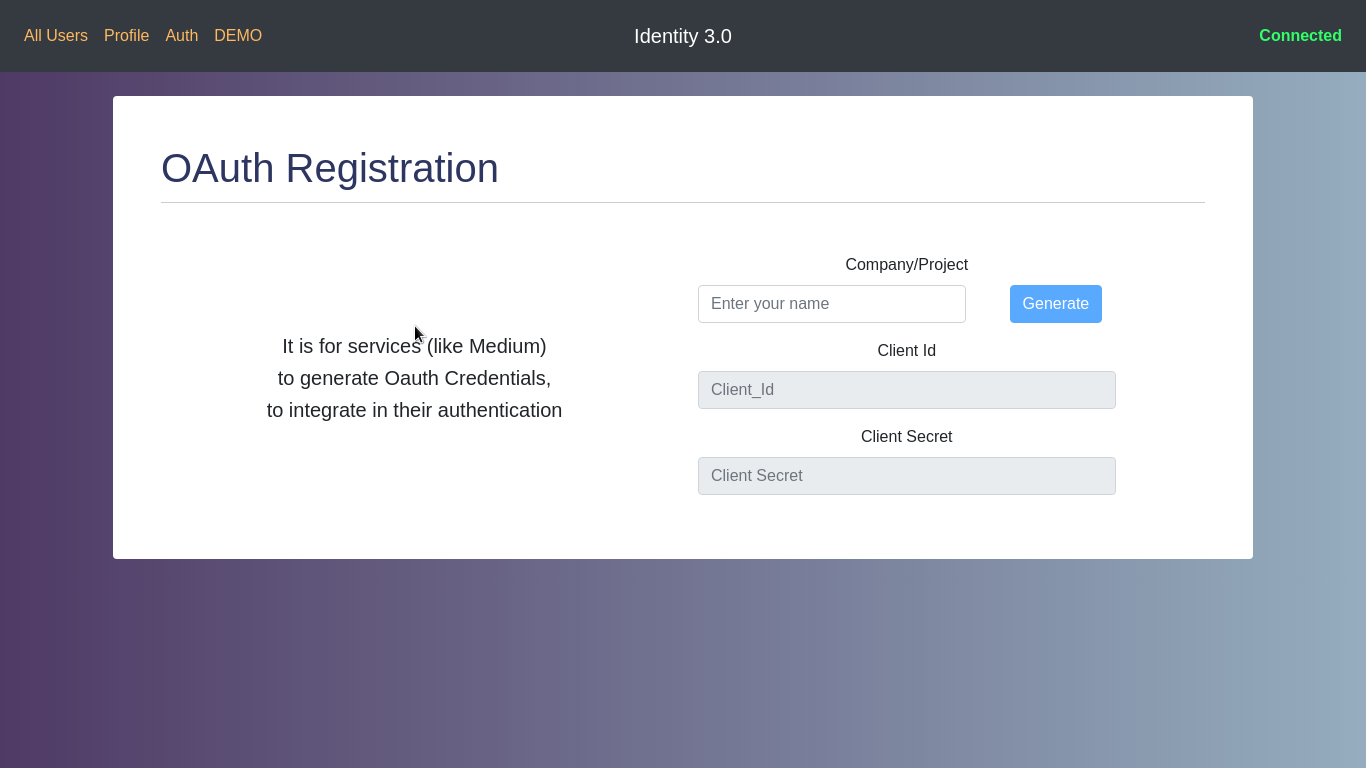 All Users Profile Auth DEMO
Identity 3.0
Connected
OAuth Registration
It is for services (like Medium)
to generate Oauth Credentials,
to integrate in their authentication
Company/Project
Enter your name
Generate
Client Id
Client_Id
Client Secret
Client Secret